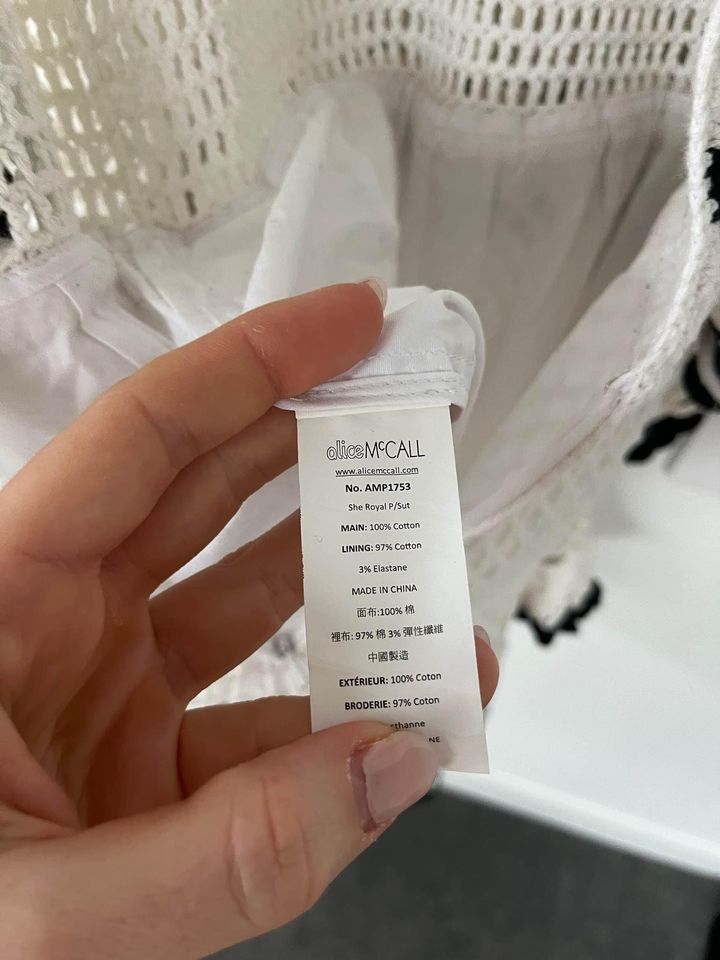 alice McCALL
www.alicemccall.com
No. AMP1753
She Royal P/Sut
MAIN: 100% Cotton
LINING: 97% Cotton
3% Elastane
MADE IN CHINA
面布:100% 棉
裡布: 97% 棉 3% 彈性纖維
中國製造
EXTÉRIEUR: 100% Coton
BRODERIE: 97% Coton